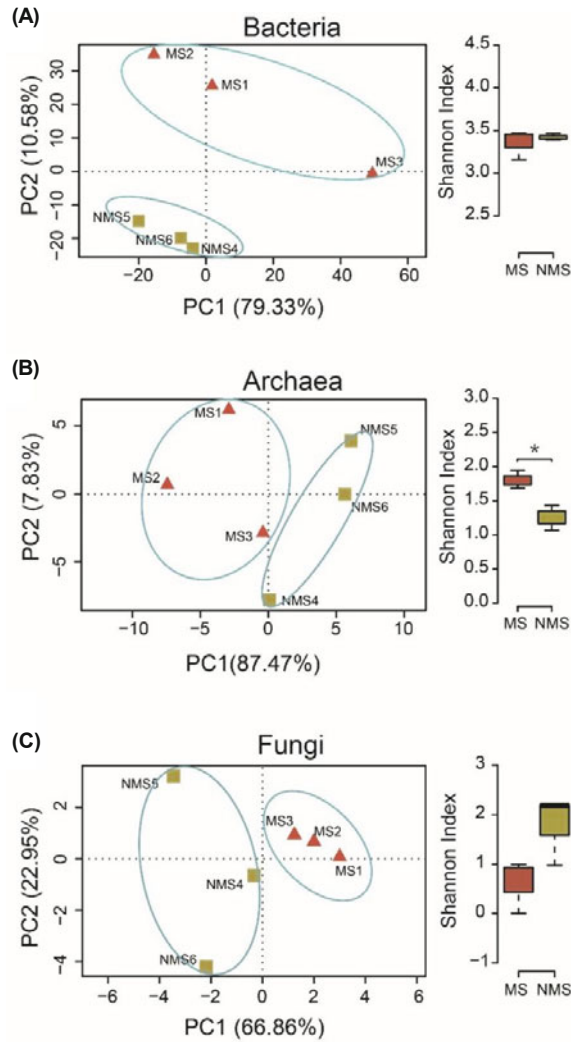 (A)
Bacteria
PC2 (10.58%)
30
20
10
0
−10
−20
MS2
MS1
MS3
NMS5
NMS6
NMS4
−20
0
20
40
60
PC1 (79.33%)
Shannon Index
4.5
4.0
3.5
3.0
2.5
MS NMS
(B)
Archaea
PC2 (7.83%)
5
0
−5
MS1
NMS5
MS2
NMS6
MS3
NMS4
−10
−5
0
5
10
PC1(87.47%)
Shannon Index
3.0
2.5
2.0
1.5
1.0
0.5
0.0
*
MS NMS
(C)
Fungi
PC2 (22.95%)
2
0
−2
−4
NMS5
MS3
MS2
MS1
NMS4
NMS6
−6
−4
−2
0
2
4
6
PC1 (66.86%)
Shannon Index
3
2
1
0
−1
MS NMS